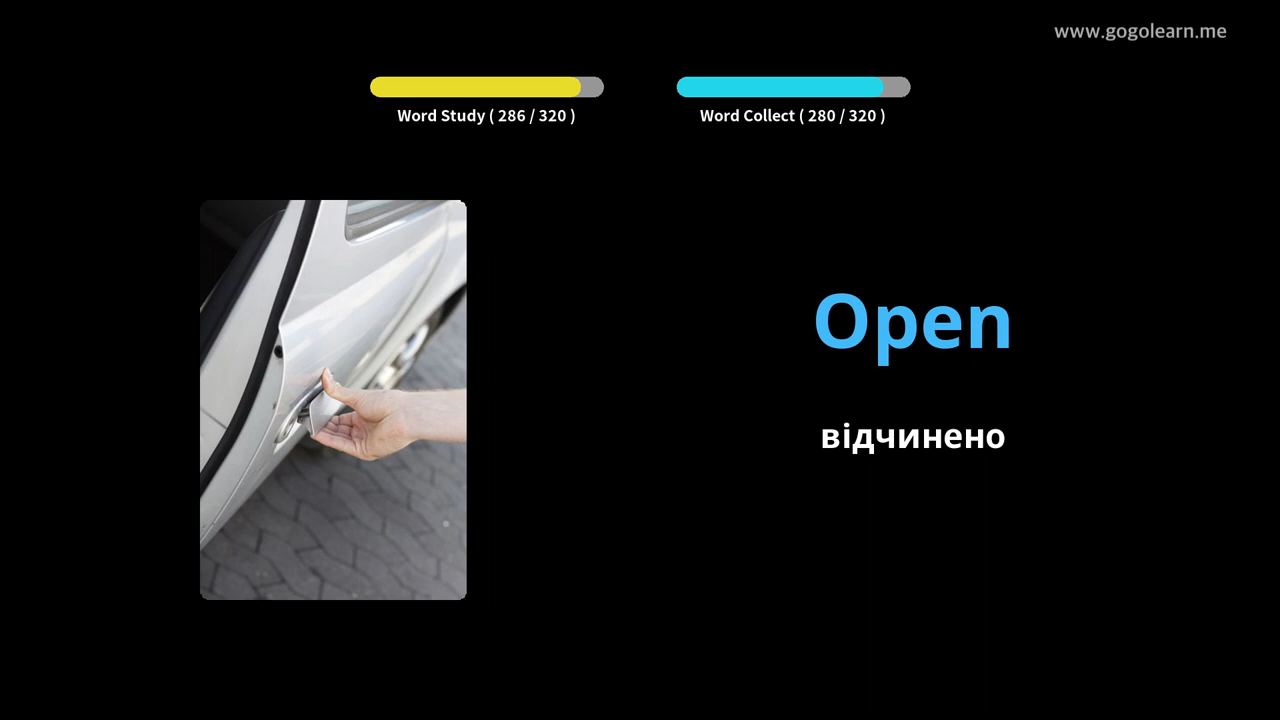 www.gogolearn.me
Word Study ( 286 / 320 )
Word Collect ( 280 / 320 )
Open
відчинено